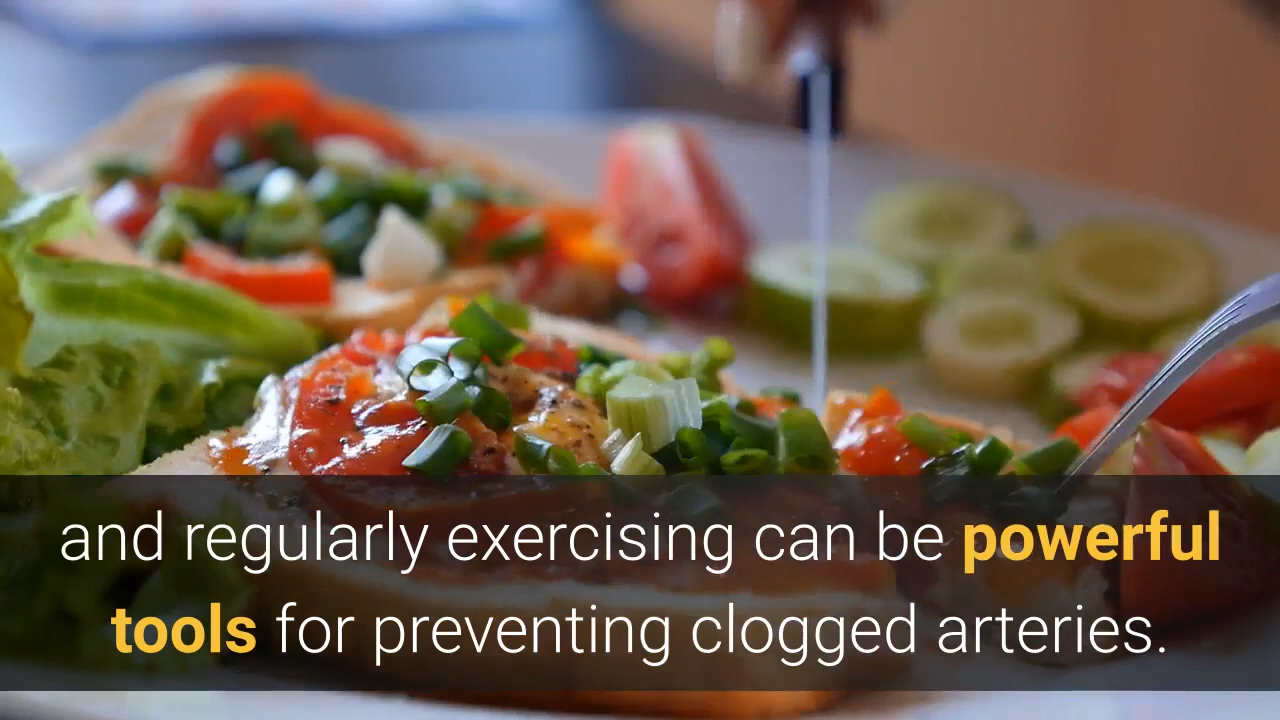 and regularly exercising can be powerful
tools for preventing clogged arteries.